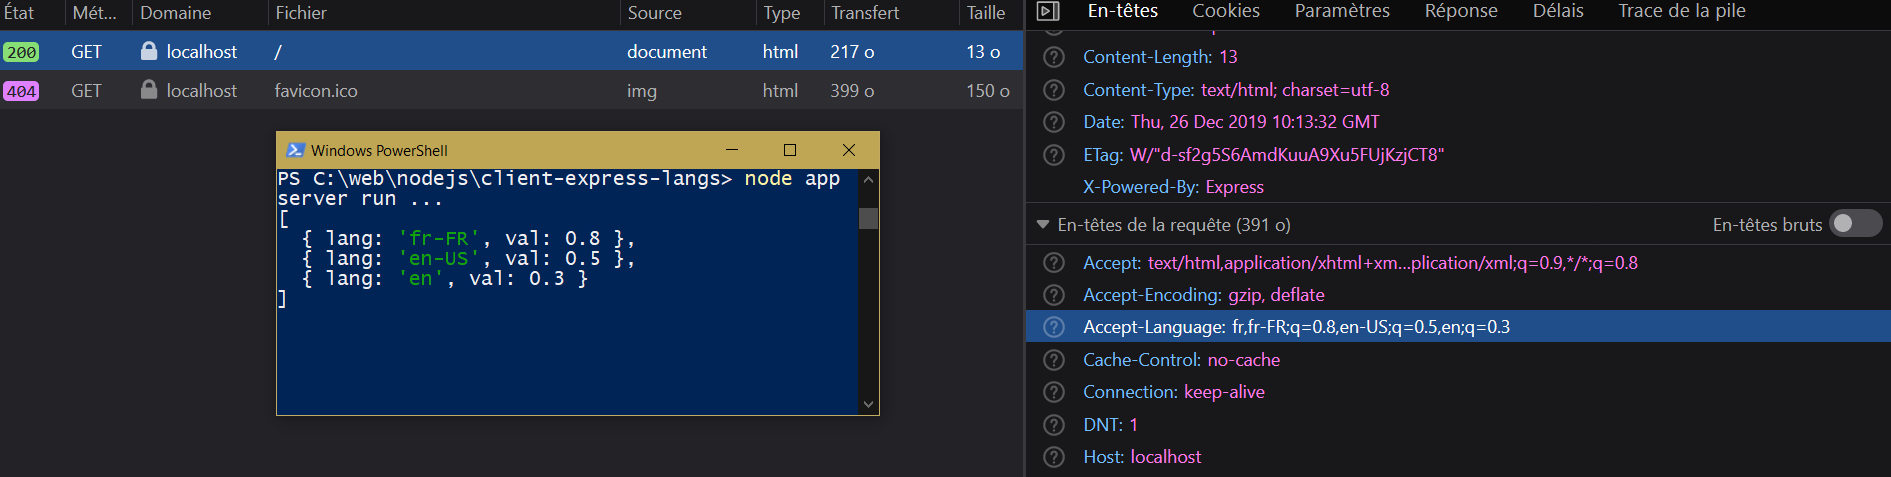 État Mét... Domaine Fichier Source Type Transfert Taille
200 GET localhost / document html 217 o 13 o
404 GET localhost favicon.ico img html 399 o 150 o
Windows PowerShell
PS C:\web\nodejs\client-express-langs> node app
server run ...
[
{ lang: 'fr-FR', val: 0.8 },
{ lang: 'en-US', val: 0.5 },
{ lang: 'en', val: 0.3 }
]
En-têtes Cookies Paramètres Réponse Délais Trace de la pile
Content-Length: 13
Content-Type: text/html; charset=utf-8
Date: Thu, 26 Dec 2019 10:13:32 GMT
ETag: W/"d-sf2g5S6AmdKuuA9Xu5FUjKzjCT8"
X-Powered-By: Express
En-têtes de la requête (391 o) En-têtes bruts
Accept: text/html,application/xhtml+xm...plication/xml;q=0.9,*/*;q=0.8
Accept-Encoding: gzip, deflate
Accept-Language: fr,fr-FR;q=0.8,en-US;q=0.5,en;q=0.3
Cache-Control: no-cache
Connection: keep-alive
DNT: 1
Host: localhost